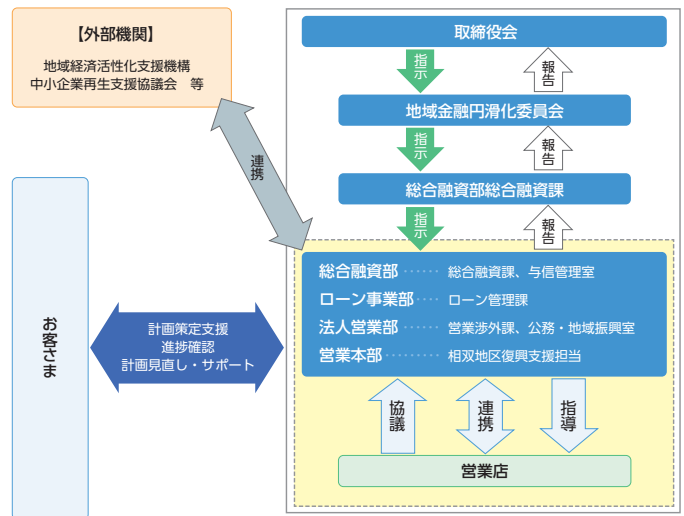 【外部機関】
地域経済活性化支援機構
中小企業再生支援協議会　等
取締役会
指示
報告
地域金融円滑化委員会
指示
報告
総合融資部総合融資課
指示
報告
連携
総合融資部 ‥‥‥ 総合融資課、与信管理室
ローン事業部 ‥‥ ローン管理課
法人営業部 ‥‥‥ 営業渉外課、公務・地域振興室
営業本部 ‥‥‥‥ 相双地区復興支援担当
お客さま
計画策定支援
進捗確認
計画見直し・サポート
協議
連携
指導
営業店